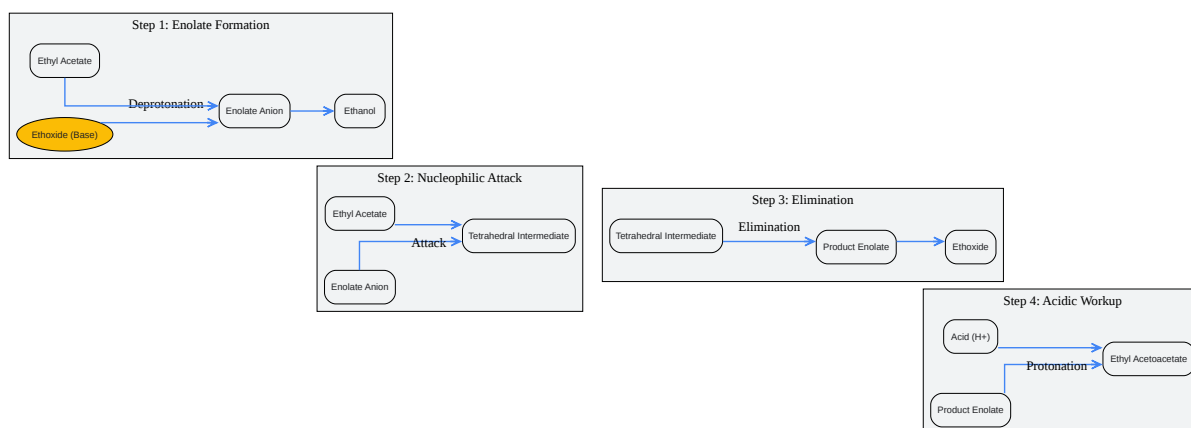 Step 1: Enolate Formation
Ethyl Acetate
Deprotonation
Enolate Anion
Ethanol
Ethoxide (Base)
Step 2: Nucleophilic Attack
Ethyl Acetate
Tetrahedral Intermediate
Attack
Enolate Anion
Step 3: Elimination
Tetrahedral Intermediate
Elimination
Product Enolate
Ethoxide
Step 4: Acidic Workup
Acid (H+)
Ethyl Acetoacetate
Protonation
Product Enolate